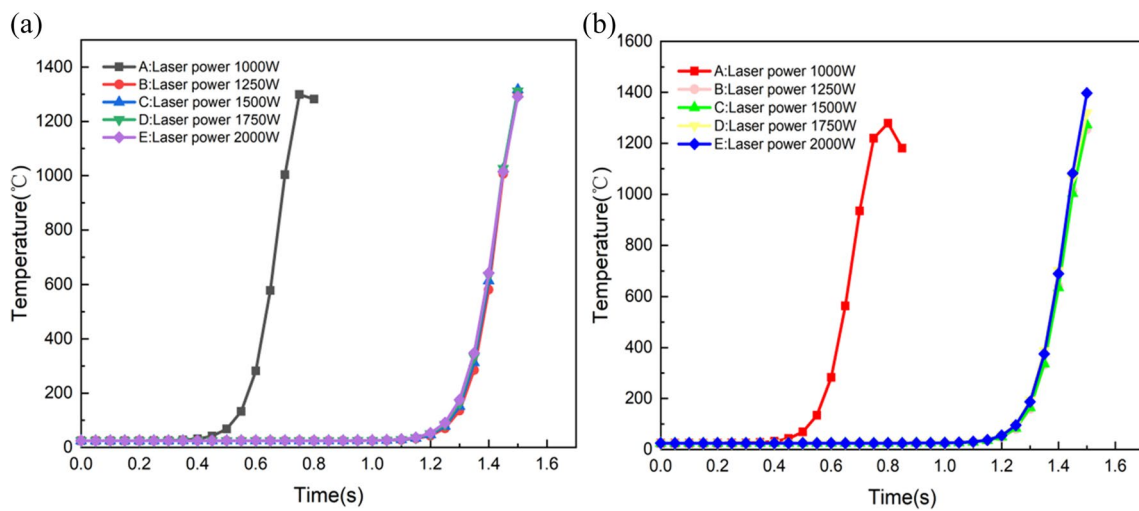 (a)
1400
1200
1000
800
600
400
200
0
Temperature(℃)
A:Laser power 1000W
B:Laser power 1250W
C:Laser power 1500W
D:Laser power 1750W
E:Laser power 2000W
0.0 0.2 0.4 0.6 0.8 1.0 1.2 1.4 1.6
Time(s)
(b)
1600
1400
1200
1000
800
600
400
200
0
Temperature(℃)
A:Laser power 1000W
B:Laser power 1250W
C:Laser power 1500W
D:Laser power 1750W
E:Laser power 2000W
0.0 0.2 0.4 0.6 0.8 1.0 1.2 1.4 1.6
Time(s)